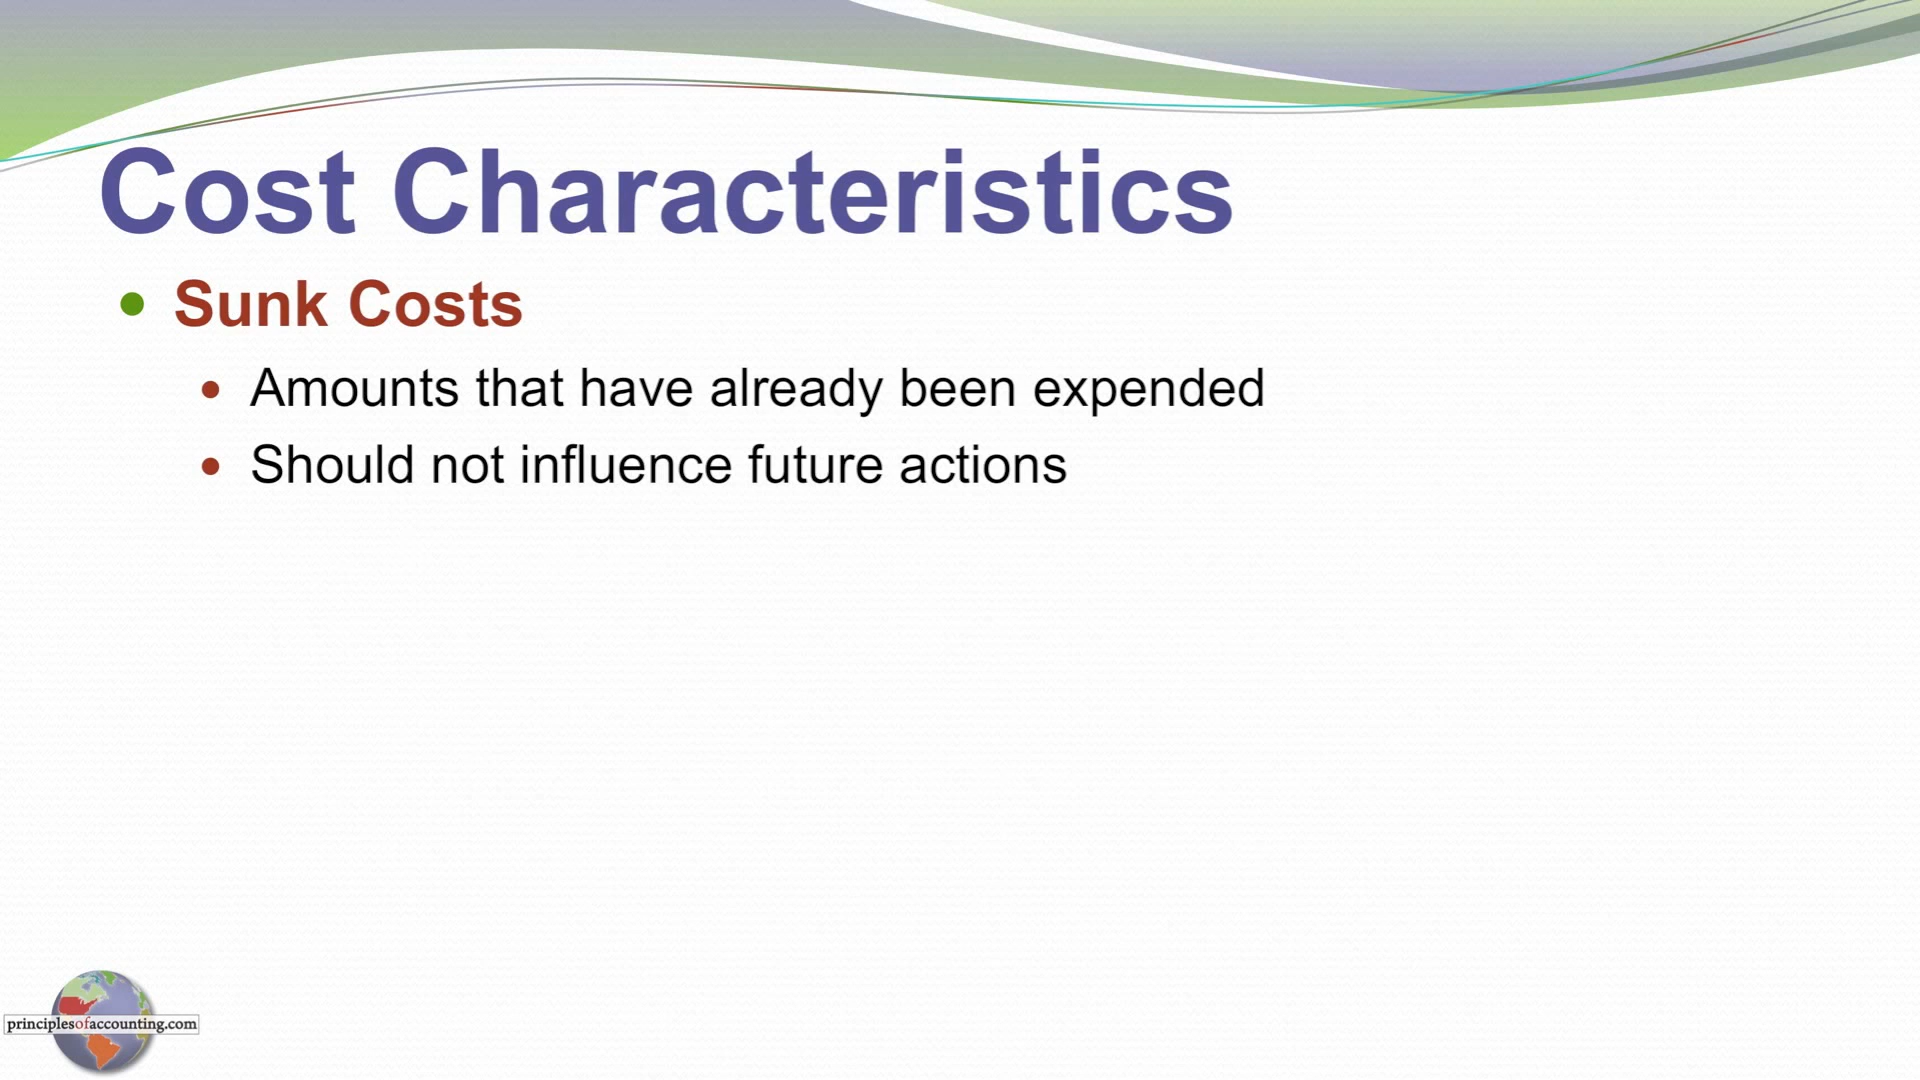 Cost Characteristics
Sunk Costs
Amounts that have already been expended
Should not influence future actions
principlesofaccounting.com